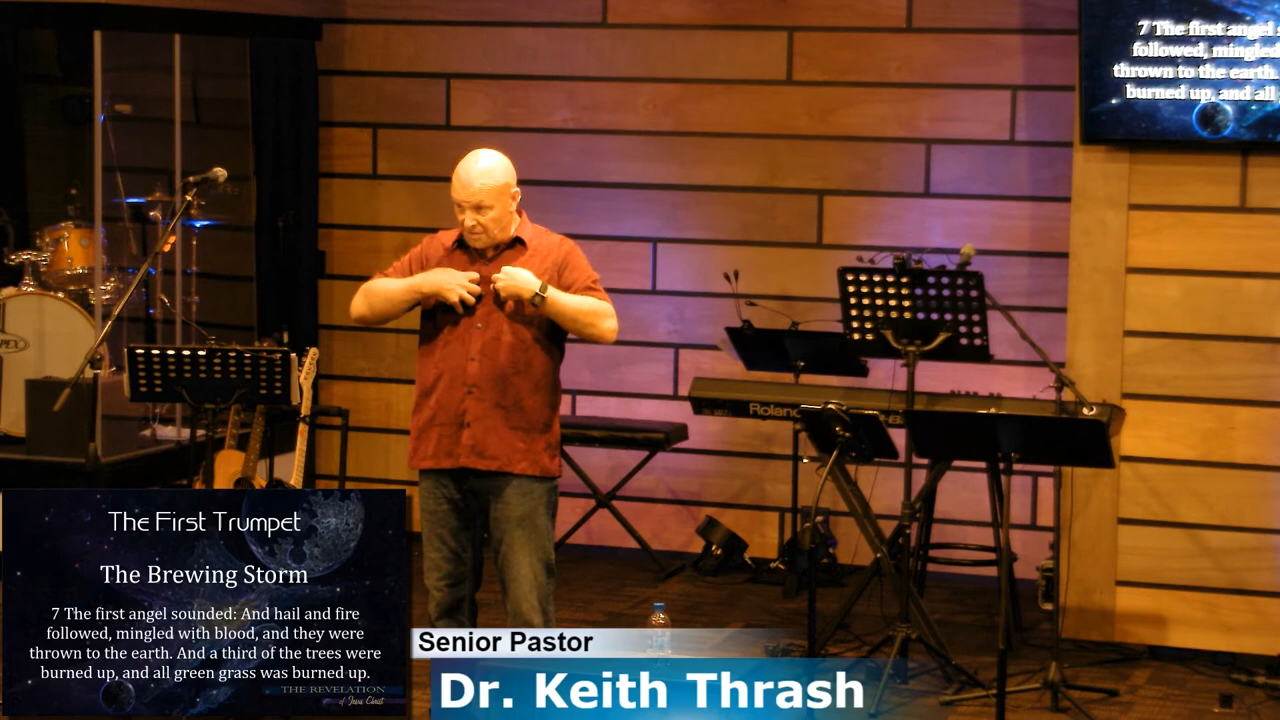 7 The first angel
followed, mingled
thrown to the earth.
burned up, and all
Roland
The First Trumpet
The Brewing Storm
7 The first angel sounded: And hail and fire
followed, mingled with blood, and they were
thrown to the earth. And a third of the trees were
burned up, and all green grass was burned up.
THE REVELATION
of Jesus Christ
Senior Pastor
Dr. Keith Thrash